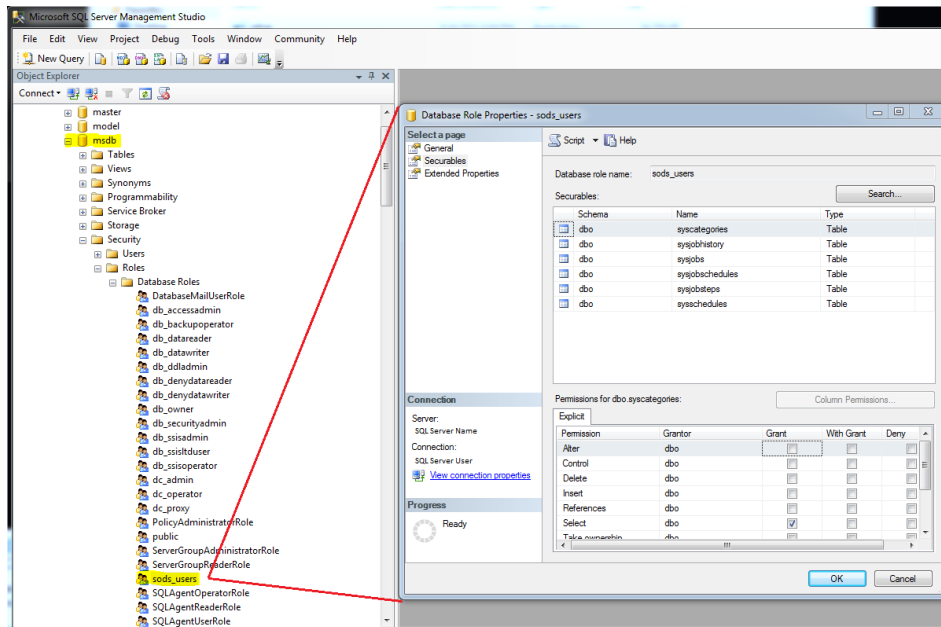 Microsoft SQL Server Management Studio
File Edit View Project Debug Tools Window Community Help
New Query
Object Explorer
Connect
master
model
msdb
Tables
Views
Synonyms
Programmability
Service Broker
Storage
Security
Users
Roles
Database Roles
DatabaseMailUserRole
db_accessadmin
db_backupoperator
db_datareader
db_datawriter
db_ddladmin
db_denydatareader
db_denydatawriter
db_owner
db_securityadmin
db_ssisadmin
db_ssisltduser
db_ssisoperator
dc_admin
dc_operator
dc_proxy
PolicyAdministratorRole
public
ServerGroupAdministratorRole
ServerGroupReaderRole
sods_users
SQLAgentOperatorRole
SQLAgentReaderRole
SQLAgentUserRole
Database Role Properties - sods_users
Select a page
General
Securables
Extended Properties
Connection
Server:
SQL Server Name
Connection:
SQL Server User
View connection properties
Progress
Ready
Script Help
Database role name: sods_users
Securables: Search...
Schema Name Type
dbo syscategories Table
dbo sysjobhistory Table
dbo sysjobs Table
dbo sysjobschedules Table
dbo sysjobsteps Table
dbo sysschedules Table
Permissions for dbo.syscategories: Column Permissions...
Explicit
Permission Grantor Grant With Grant Deny
Alter dbo
Control dbo
Delete dbo
Insert dbo
References dbo
Select dbo
Take ownership dbo
OK Cancel